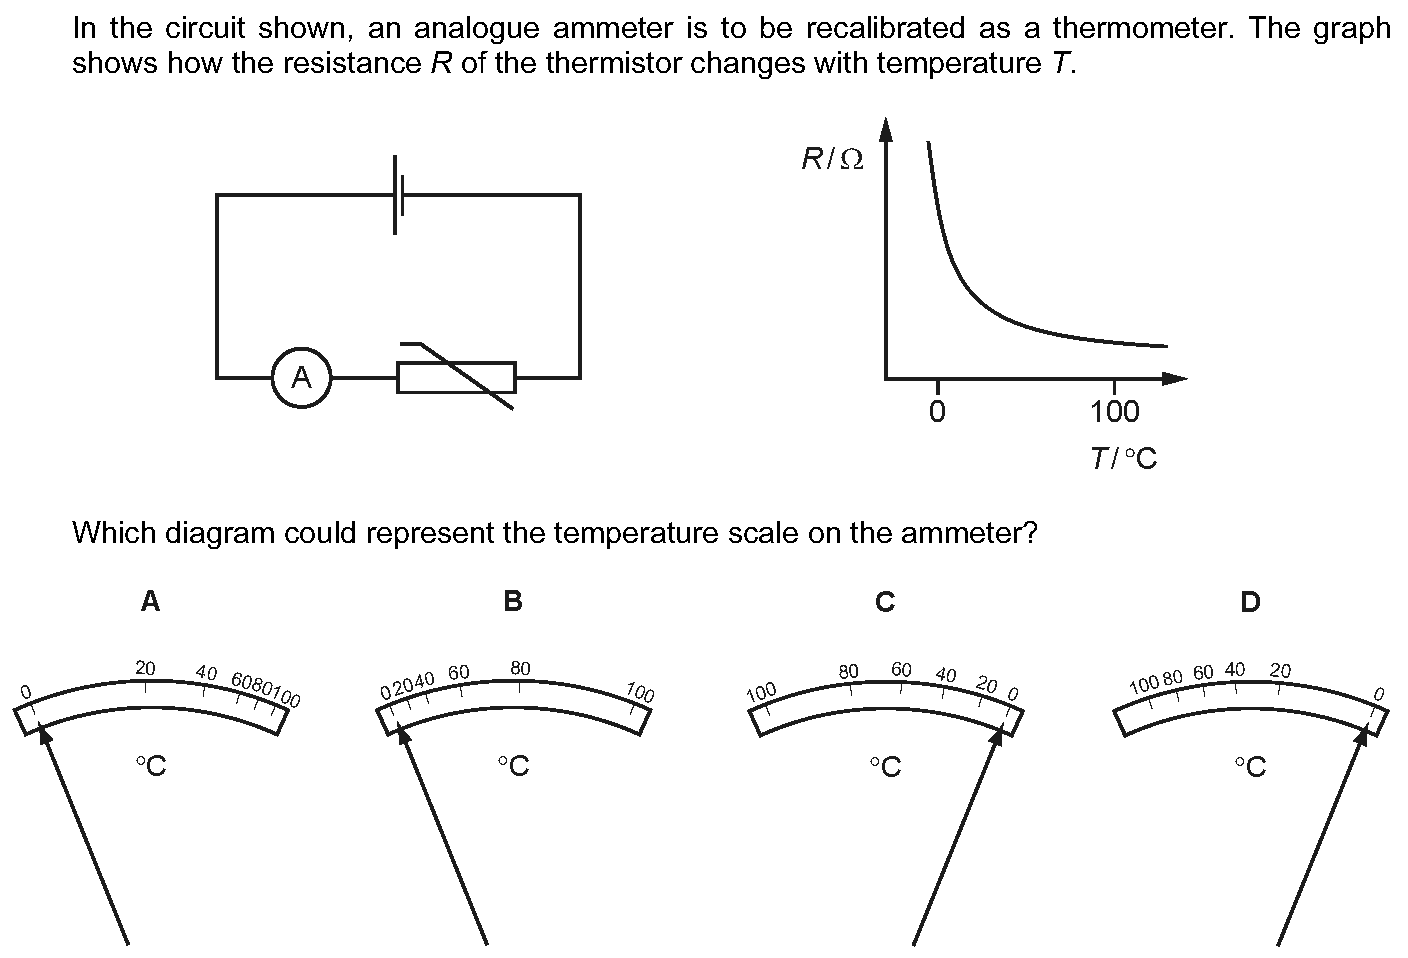 In the circuit shown, an analogue ammeter is to be recalibrated as a thermometer. The graph
shows how the resistance R of the thermistor changes with temperature T.
R/Ω
A
0 100
T/°C
Which diagram could represent the temperature scale on the ammeter?
A B C D
0 20 40 60 80 100
°C
0 20 40 60 80 100
°C
100 80 60 40 20 0
°C
100 80 60 40 20 0
°C